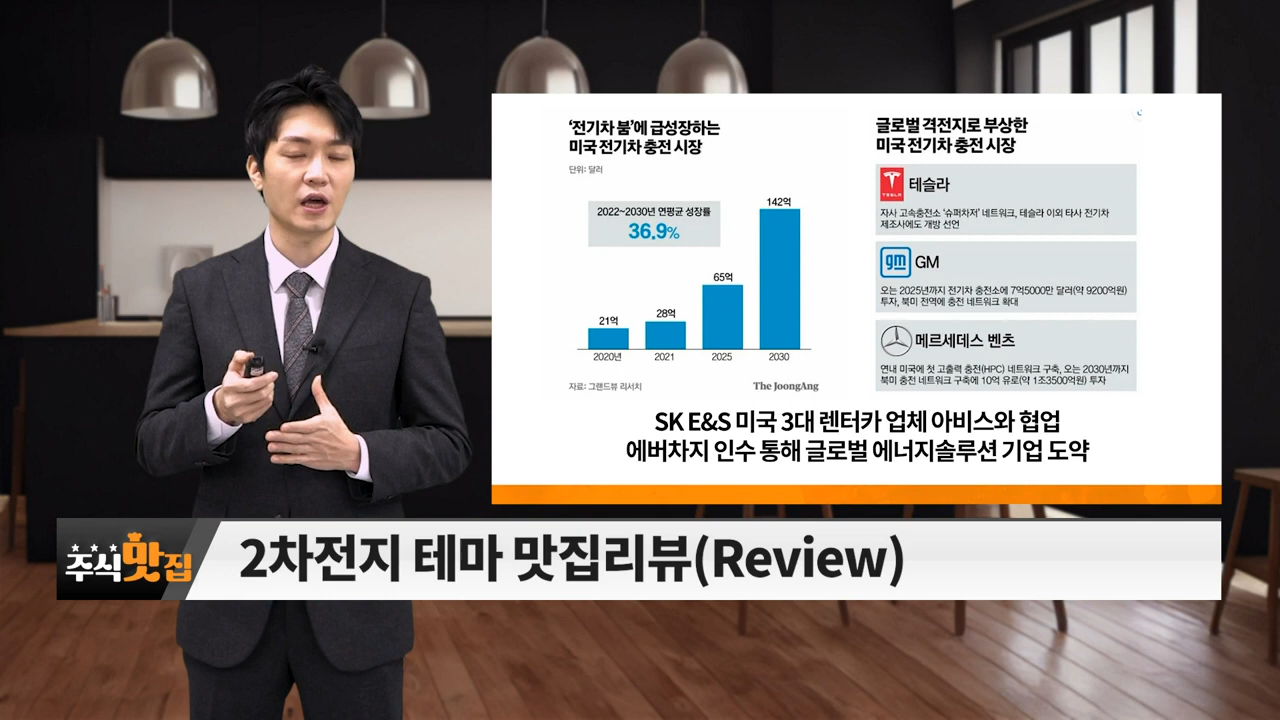 ‘전기차 붐’에 급성장하는
미국 전기차 충전 시장
단위: 달러
2022~2030년 연평균 성장률
36.9%
21억
28억
65억
142억
2020년
2021
2025
2030
자료: 그랜드뷰 리서치
The JoongAng
글로벌 격전지로 부상한
미국 전기차 충전 시장
TESLA
테슬라
자사 고속충전소 ‘슈퍼차저’ 네트워크, 테슬라 이외 타사 전기차
제조사에도 개방 선언
gm
GM
오는 2025년까지 전기차 충전소에 7억5000만 달러(약 9200억원)
투자, 북미 전역에 충전 네트워크 확대
메르세데스 벤츠
연내 미국에 첫 고출력 충전(HPC) 네트워크 구축, 오는 2030년까지
북미 충전 네트워크 구축에 10억 유로(약 1조3500억원) 투자
SK E&S 미국 3대 렌터카 업체 아비스와 협업
에버차지 인수 통해 글로벌 에너지솔루션 기업 도약
주식맛집
2차전지 테마 맛집리뷰(Review)